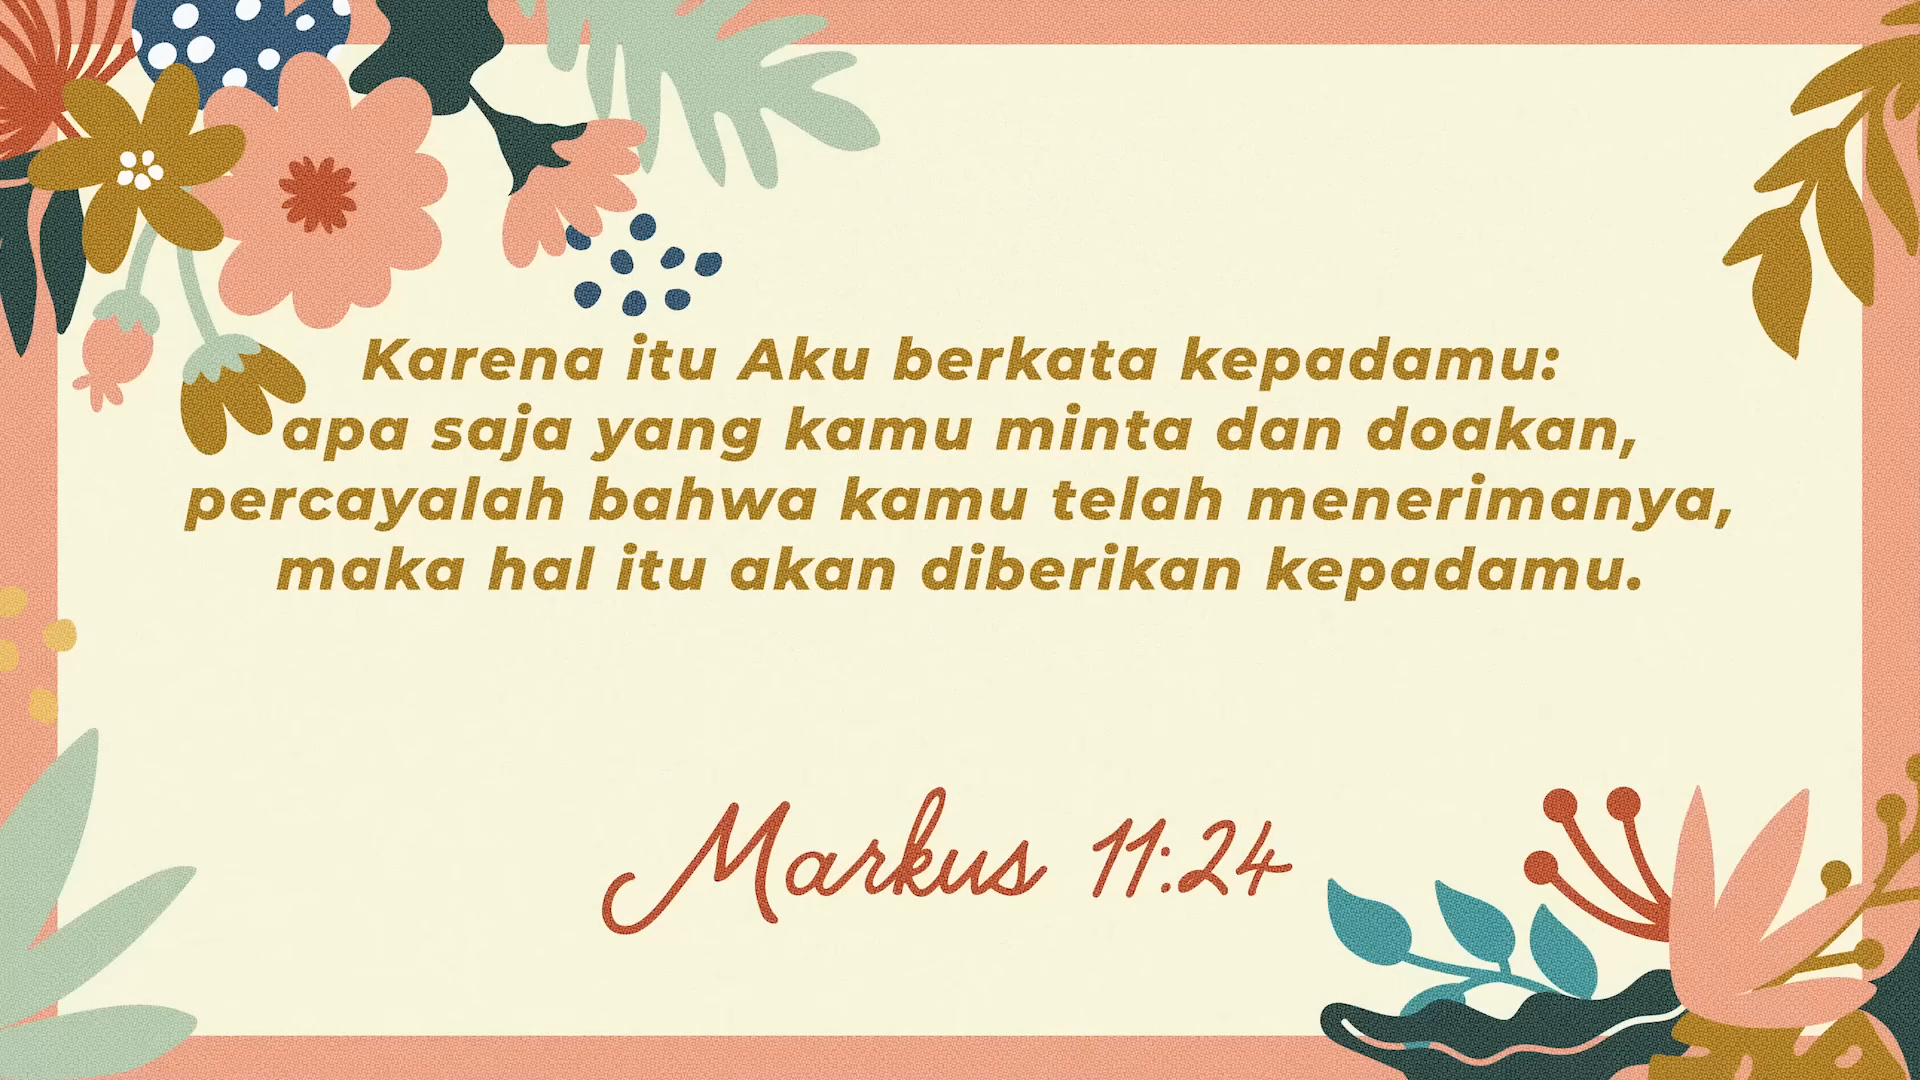 Karena itu Aku berkata kepadamu:
apa saja yang kamu minta dan doakan,
percayalah bahwa kamu telah menerimanya,
maka hal itu akan diberikan kepadamu.
Markus 11:24